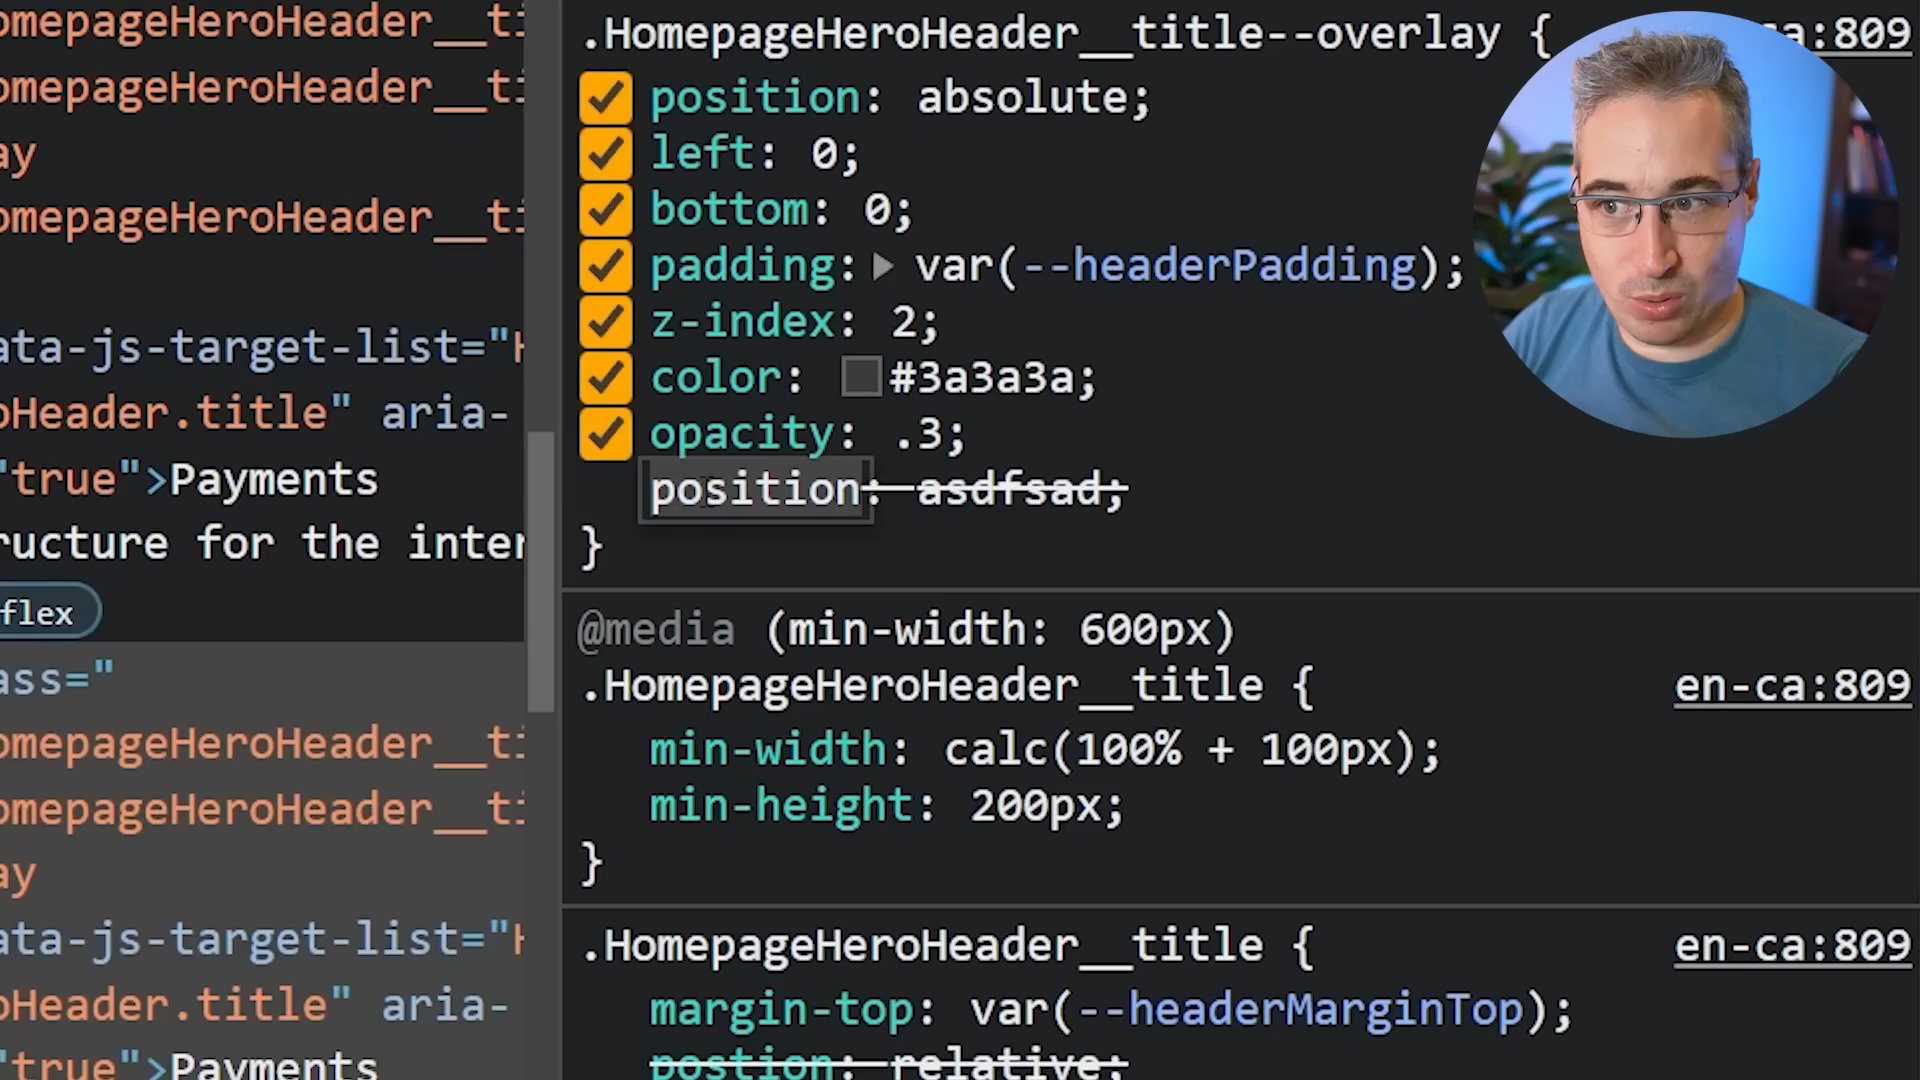 omepageHeroHeader__ti
omepageHeroHeader__ti
ay
omepageHeroHeader__ti
ata-js-target-list="H
oHeader.title" aria-
"true">Payments
ructure for the inter
flex
ass="
omepageHeroHeader__ti
omepageHeroHeader__ti
ay
ata-js-target-list="H
oHeader.title" aria-
"true">Payments
.HomepageHeroHeader__title--overlay {
ca:809
position: absolute;
left: 0;
bottom: 0;
padding: ▶ var(--headerPadding);
z-index: 2;
color: #3a3a3a;
opacity: .3;
position: asdfsad;
}
@media (min-width: 600px)
.HomepageHeroHeader__title {
en-ca:809
min-width: calc(100% + 100px);
min-height: 200px;
}
.HomepageHeroHeader__title {
en-ca:809
margin-top: var(--headerMarginTop);
postion: relative;